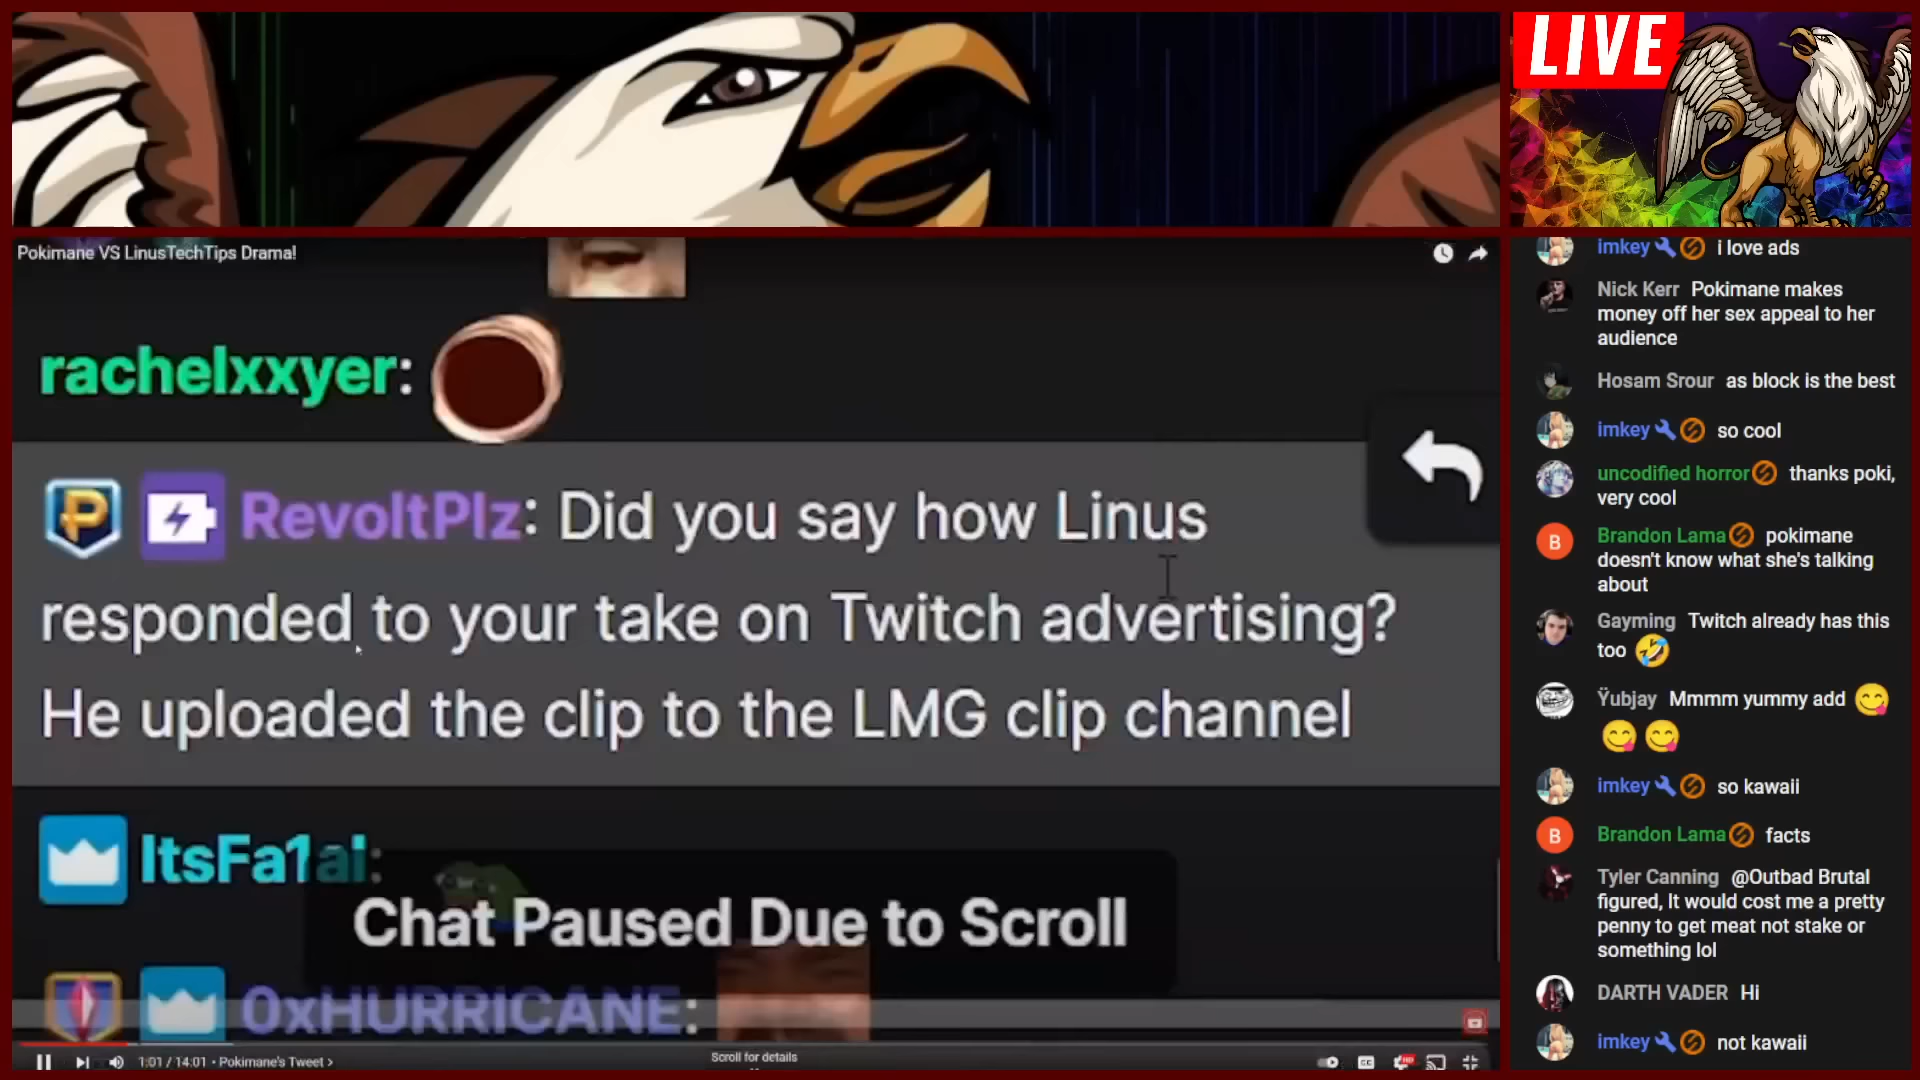 LIVE
Pokimane VS LinusTechTips Drama!
rachelxxyer:
RevoltPlz: Did you say how Linus
responded to your take on Twitch advertising?
He uploaded the clip to the LMG clip channel
ItsFa1al:
Chat Paused Due to Scroll
0xHURRICANE:
1:01 / 14:01 • Pokimane's Tweet >
Scroll for details
imkey i love ads
Nick Kerr Pokimane makes
money off her sex appeal to her
audience
Hosam Srour as block is the best
imkey so cool
uncodified horror thanks poki,
very cool
B
Brandon Lama pokimane
doesn't know what she's talking
about
Gayming Twitch already has this
too 🤣
Ÿubjay Mmmm yummy add 😋
😋 😋
imkey so kawaii
B
Brandon Lama facts
Tyler Canning @Outbad Brutal
figured, It would cost me a pretty
penny to get meat not stake or
something lol
DARTH VADER Hi
imkey not kawaii